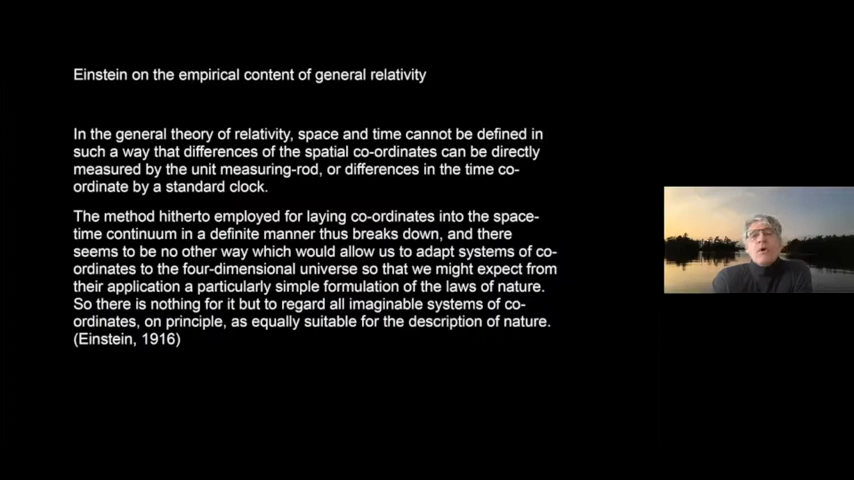 Einstein on the empirical content of general relativity
In the general theory of relativity, space and time cannot be defined in
such a way that differences of the spatial co-ordinates can be directly
measured by the unit measuring-rod, or differences in the time co-
ordinate by a standard clock.
The method hitherto employed for laying co-ordinates into the space-
time continuum in a definite manner thus breaks down, and there
seems to be no other way which would allow us to adapt systems of co-
ordinates to the four-dimensional universe so that we might expect from
their application a particularly simple formulation of the laws of nature.
So there is nothing for it but to regard all imaginable systems of co-
ordinates, on principle, as equally suitable for the description of nature.
(Einstein, 1916)